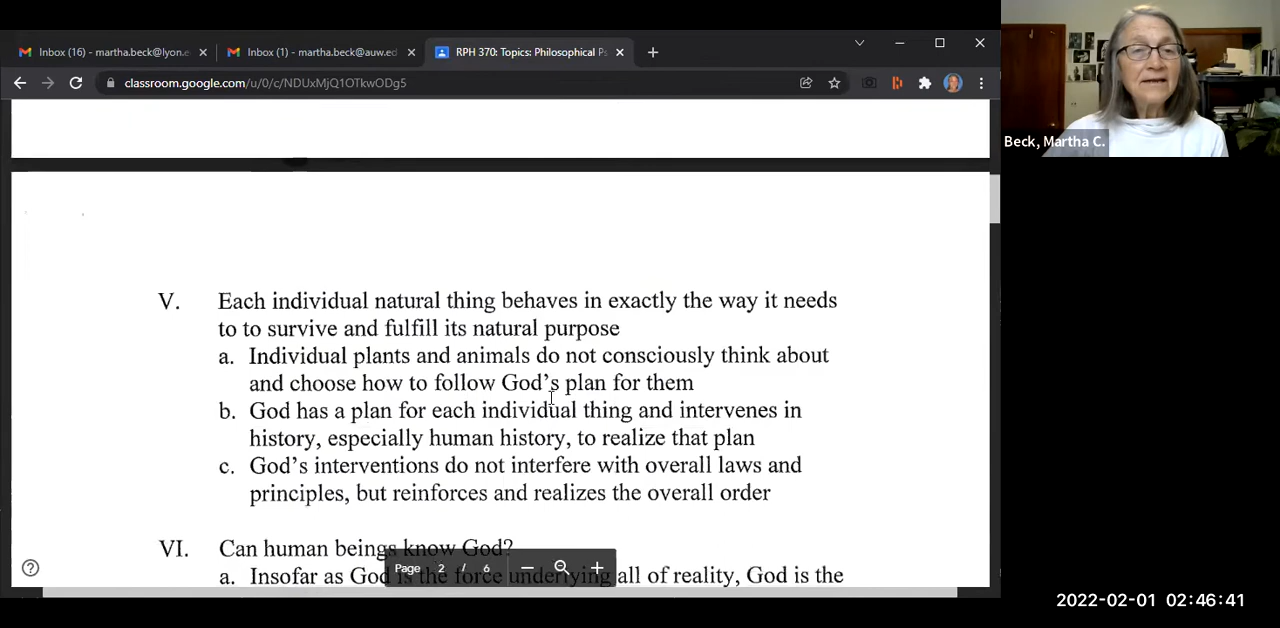 Inbox (16) - martha.beck@lyon.e
Inbox (1) - martha.beck@auw.ed
RPH 370: Topics: Philosophical Ps
classroom.google.com/u/0/c/NDUxMjQ1OTkwODg5
Beck, Martha C.
V. Each individual natural thing behaves in exactly the way it needs
to to survive and fulfill its natural purpose
a. Individual plants and animals do not consciously think about
and choose how to follow God's plan for them
b. God has a plan for each individual thing and intervenes in
history, especially human history, to realize that plan
c. God's interventions do not interfere with overall laws and
principles, but reinforces and realizes the overall order
VI. Can human beings know God?
a. Insofar as God is the force underlying all of reality, God is the
Page 2 / 6
2022-02-01 02:46:41